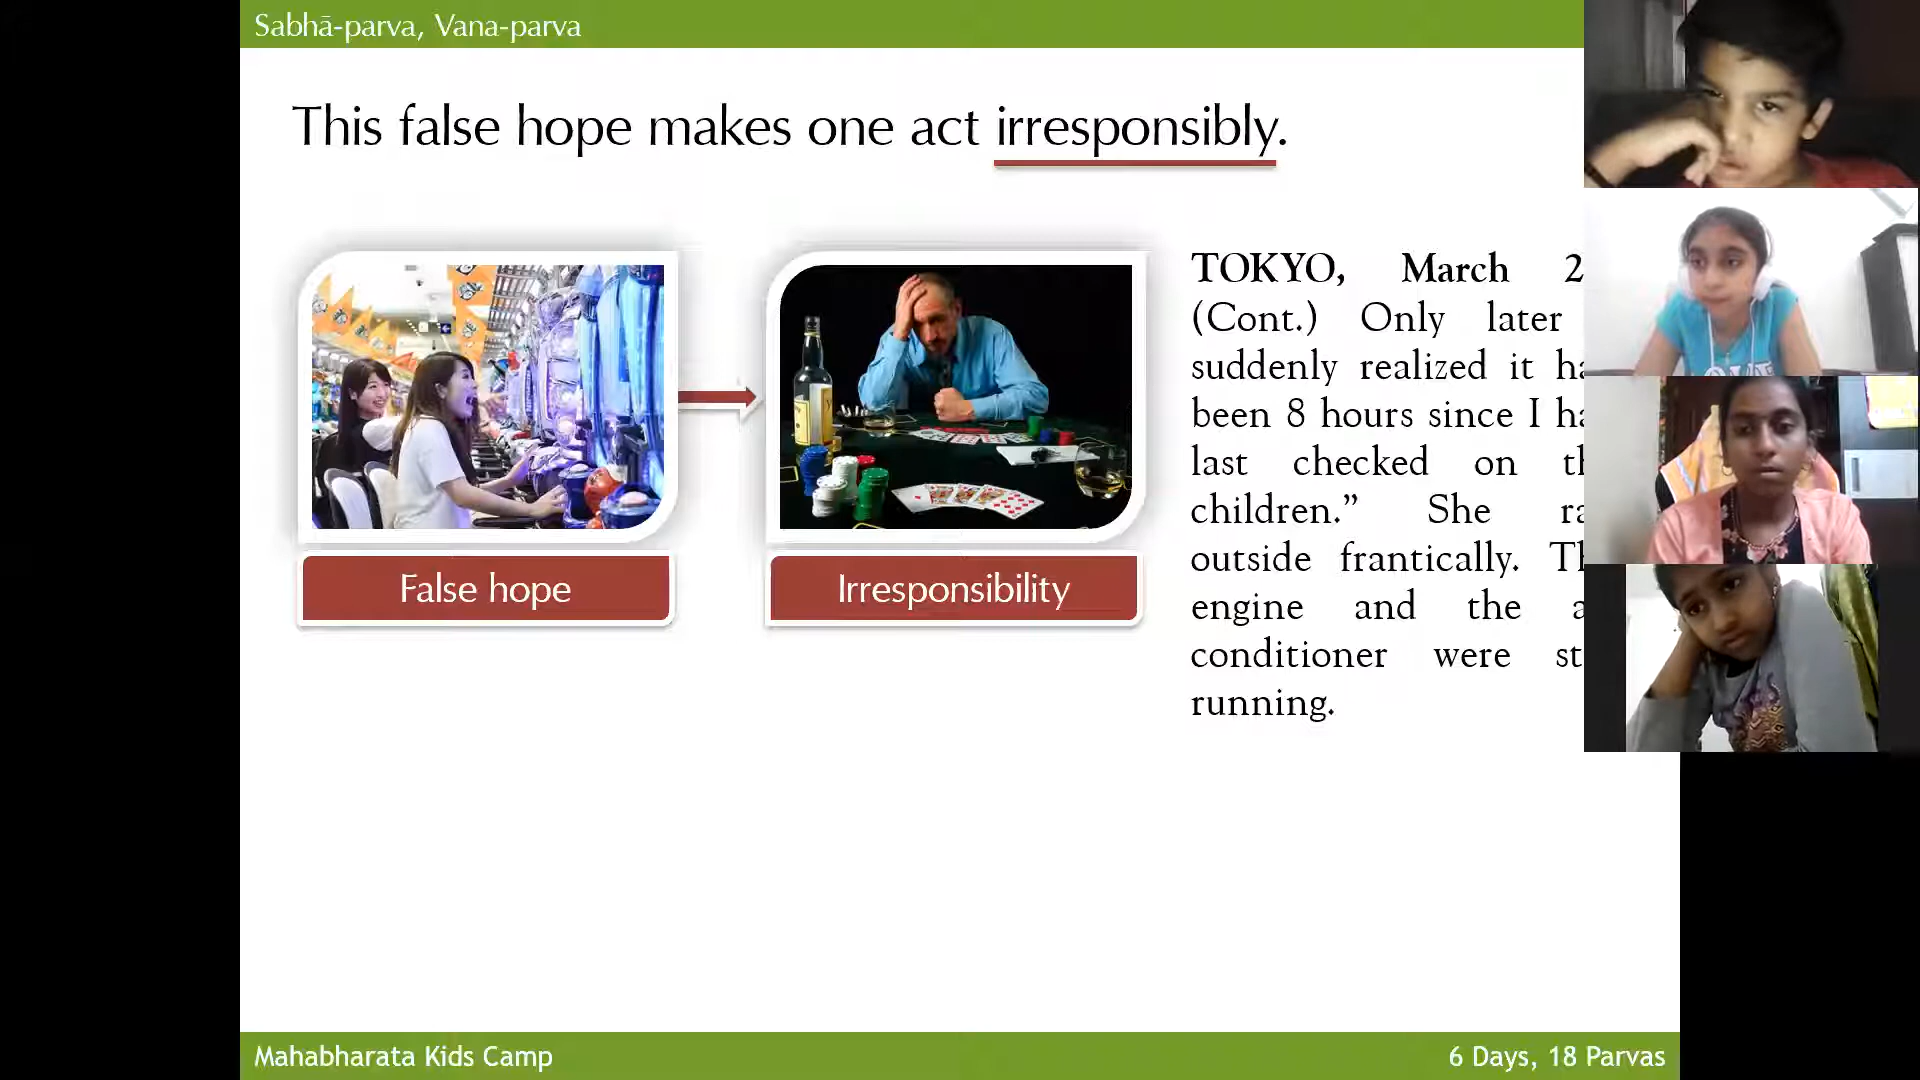 Sabhā-parva, Vana-parva
This false hope makes one act irresponsibly.
False hope
Irresponsibility
TOKYO, March
(Cont.) Only later
suddenly realized it
been 8 hours since I
last checked on
children.” She
outside frantically.
engine and the
conditioner were
running.
Mahabharata Kids Camp
6 Days, 18 Parvas